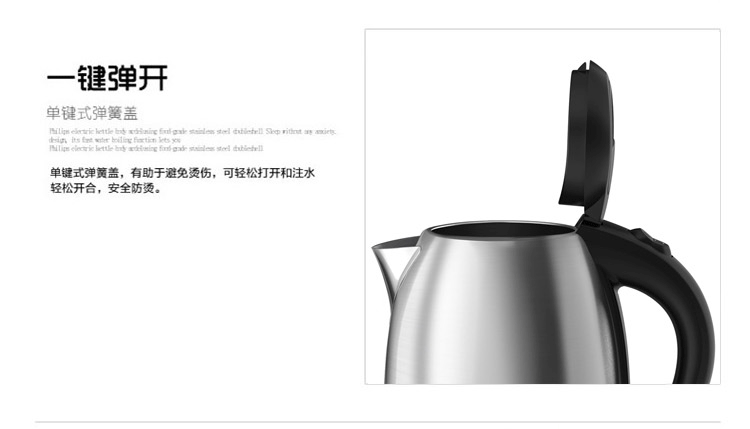 一键弹开
单键式弹簧盖
Philips electric kettle body anti-leaning food-grade stainless steel doubleshell Sleep without any anxiety.
design, its fast water boiling function lets you
Philips electric kettle body food-grade stainless steel doubleshell
单键式弹簧盖，有助于避免烫伤，可轻松打开和注水
轻松开合，安全防烫。